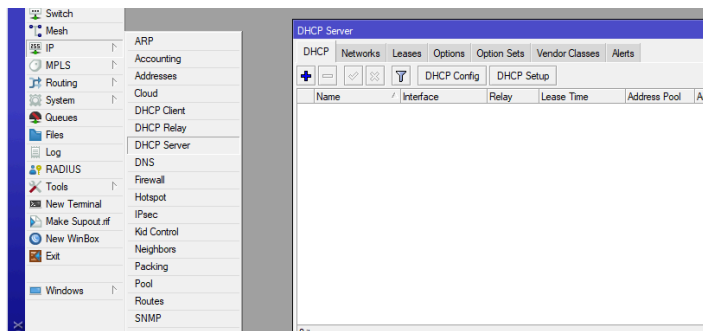 Switch
Mesh
IP
MPLS
Routing
System
Queues
Files
Log
RADIUS
Tools
New Terminal
Make Supout.rif
New WinBox
Exit
Windows
ARP
Accounting
Addresses
Cloud
DHCP Client
DHCP Relay
DHCP Server
DNS
Firewall
Hotspot
IPsec
Kid Control
Neighbors
Packing
Pool
Routes
SNMP
DHCP Server
DHCP Networks Leases Options Option Sets Vendor Classes Alerts
DHCP Config DHCP Setup
Name Interface Relay Lease Time Address Pool